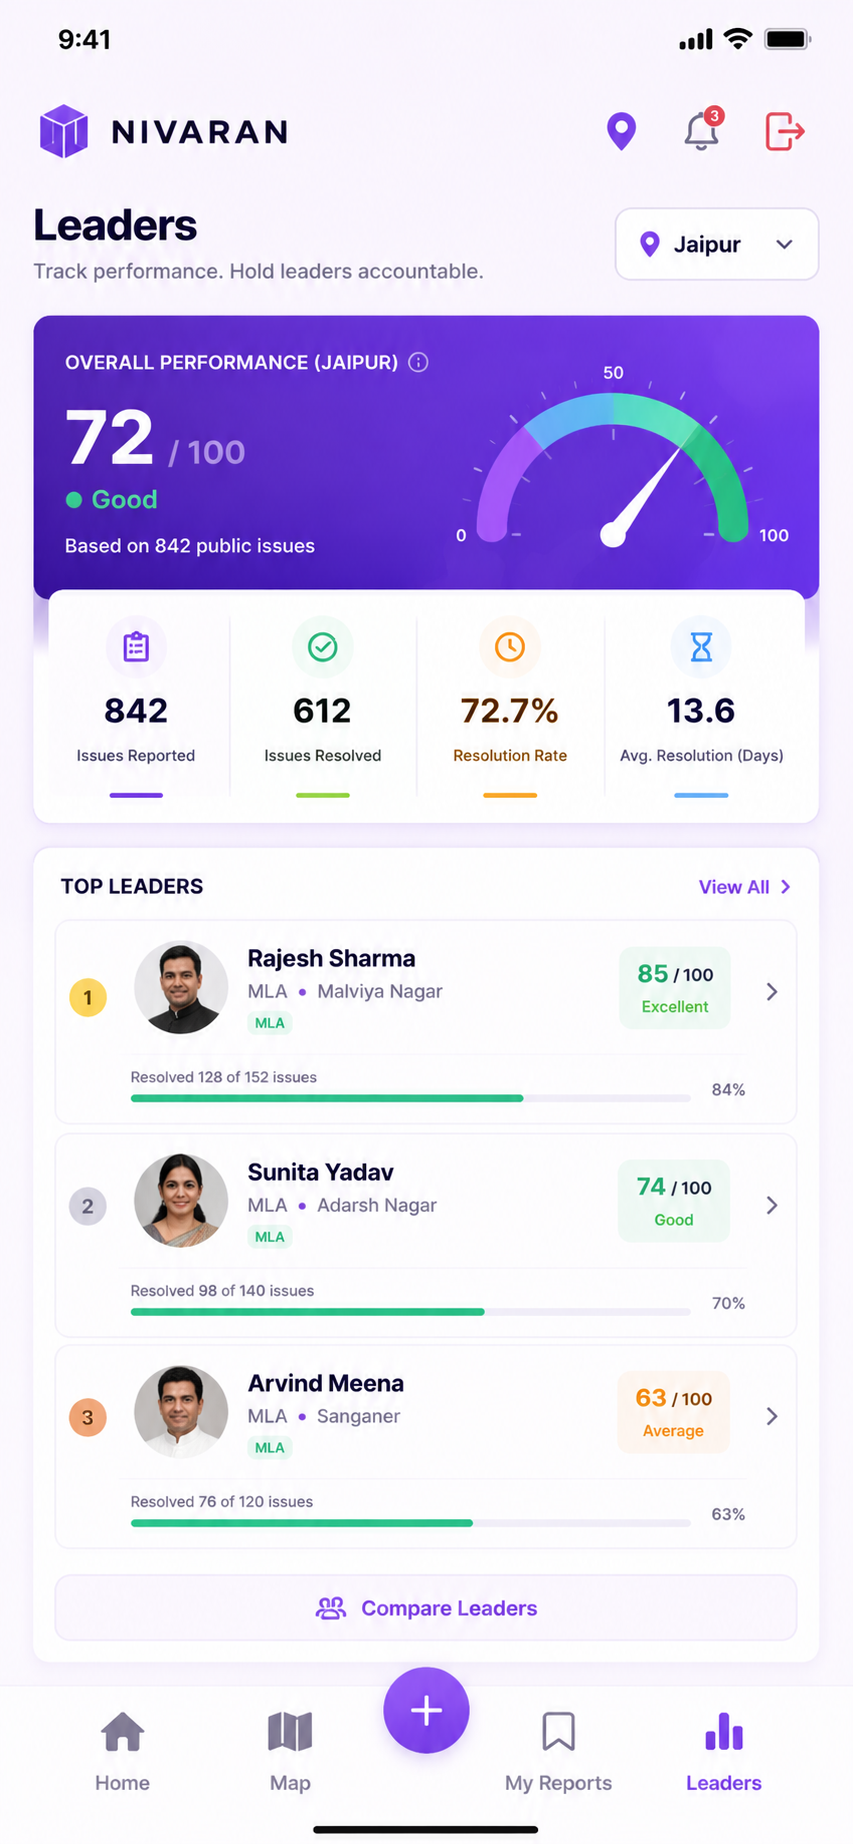 9:41
NIVARAN
3
Leaders
Track performance. Hold leaders accountable.
Jaipur
OVERALL PERFORMANCE (JAIPUR)
72 / 100
Good
Based on 842 public issues
0
50
100
842
Issues Reported
612
Issues Resolved
72.7%
Resolution Rate
13.6
Avg. Resolution (Days)
TOP LEADERS
View All
1
Rajesh Sharma
MLA • Malviya Nagar
MLA
85 / 100
Excellent
Resolved 128 of 152 issues
84%
2
Sunita Yadav
MLA • Adarsh Nagar
MLA
74 / 100
Good
Resolved 98 of 140 issues
70%
3
Arvind Meena
MLA • Sanganer
MLA
63 / 100
Average
Resolved 76 of 120 issues
63%
Compare Leaders
Home
Map
My Reports
Leaders